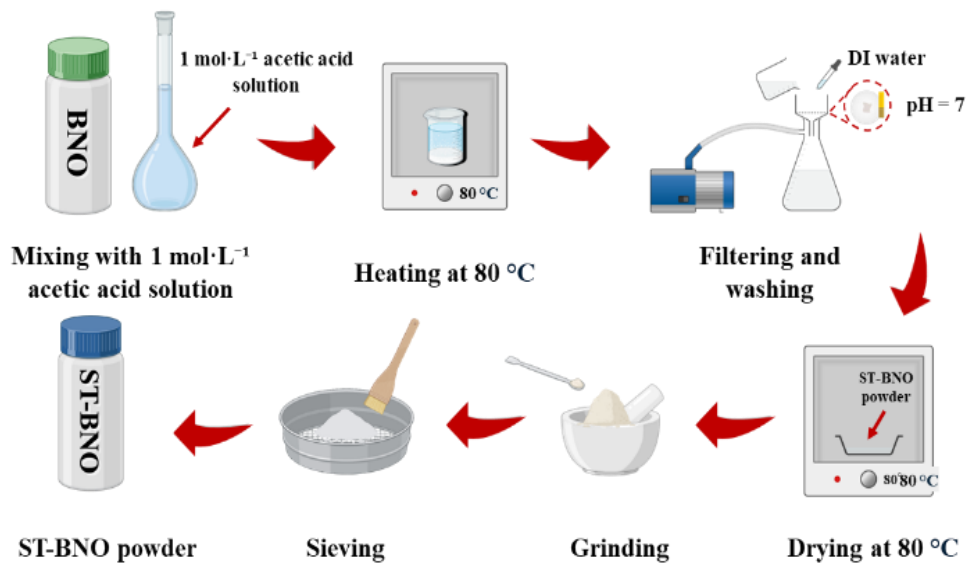 BNO
1 mol·L⁻¹ acetic acid
solution
80 °C
DI water
pH = 7
Mixing with 1 mol·L⁻¹
acetic acid solution
Heating at 80 °C
Filtering and
washing
ST-BNO
ST-BNO
powder
80°80 °C
ST-BNO powder
Sieving
Grinding
Drying at 80 °C